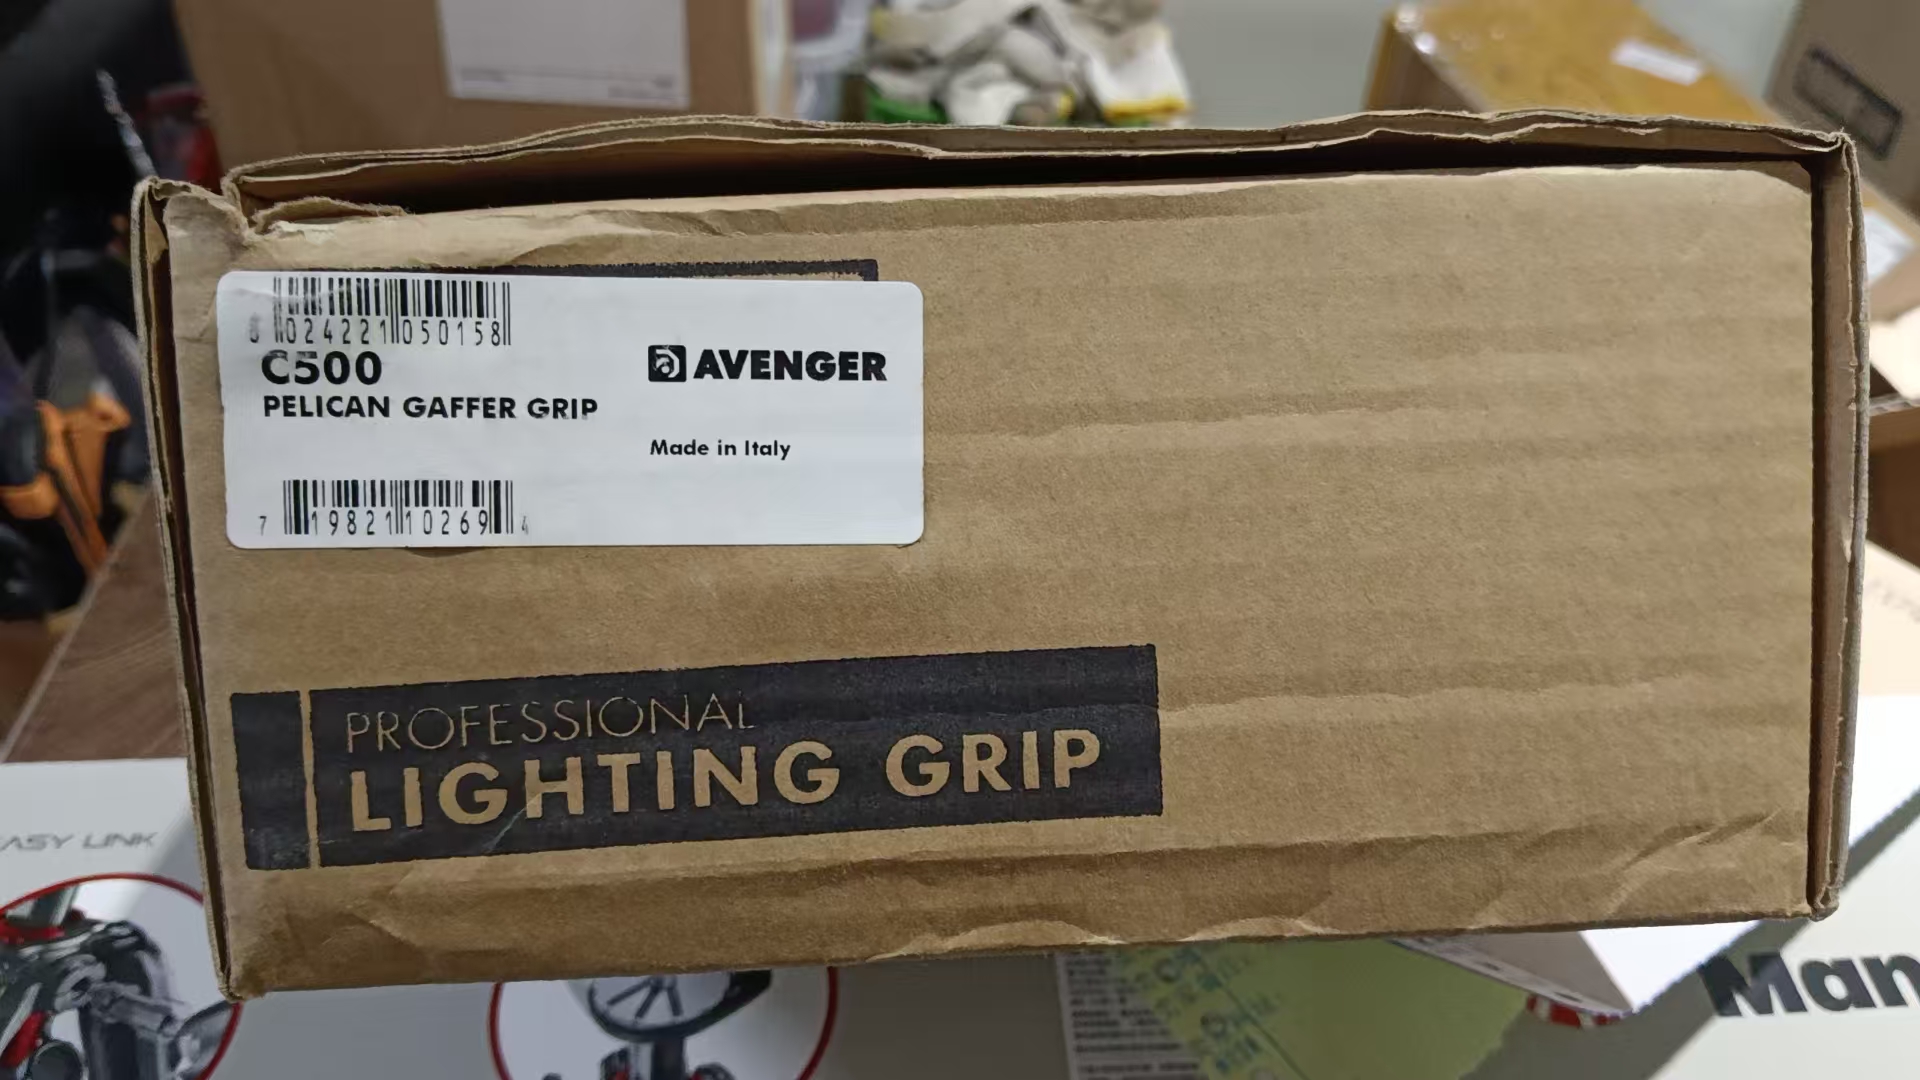 8 024221 050158
C500
AVENGER
PELICAN GAFFER GRIP
Made in Italy
7 19821 10269 4
PROFESSIONAL
LIGHTING GRIP
EASY LINK
Man